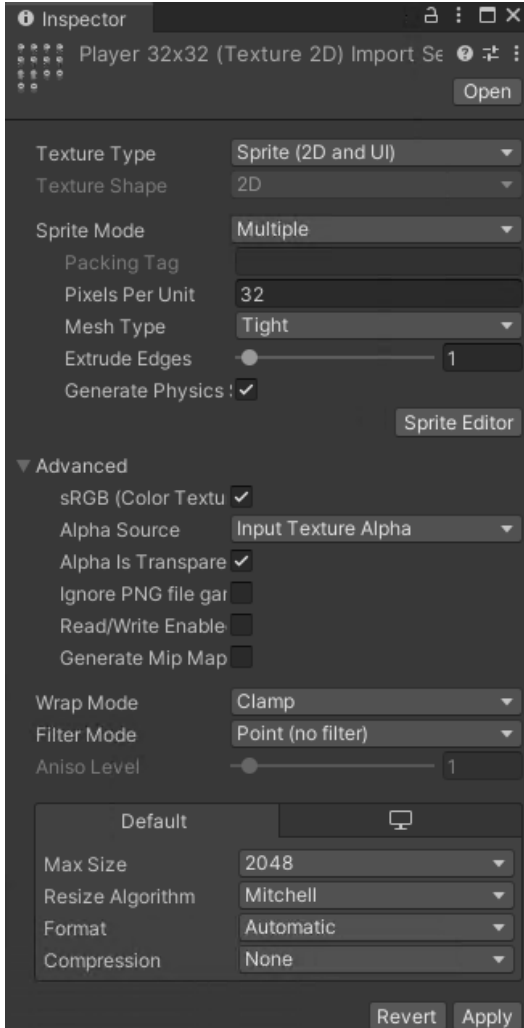 Inspector
Player 32x32 (Texture 2D) Import Se
Open
Texture Type Sprite (2D and UI)
Texture Shape 2D
Sprite Mode Multiple
Packing Tag
Pixels Per Unit 32
Mesh Type Tight
Extrude Edges 1
Generate Physics S
Sprite Editor
Advanced
sRGB (Color Textu
Alpha Source Input Texture Alpha
Alpha Is Transpare
Ignore PNG file gar
Read/Write Enable
Generate Mip Map
Wrap Mode Clamp
Filter Mode Point (no filter)
Aniso Level 1
Default
Max Size 2048
Resize Algorithm Mitchell
Format Automatic
Compression None
Revert Apply